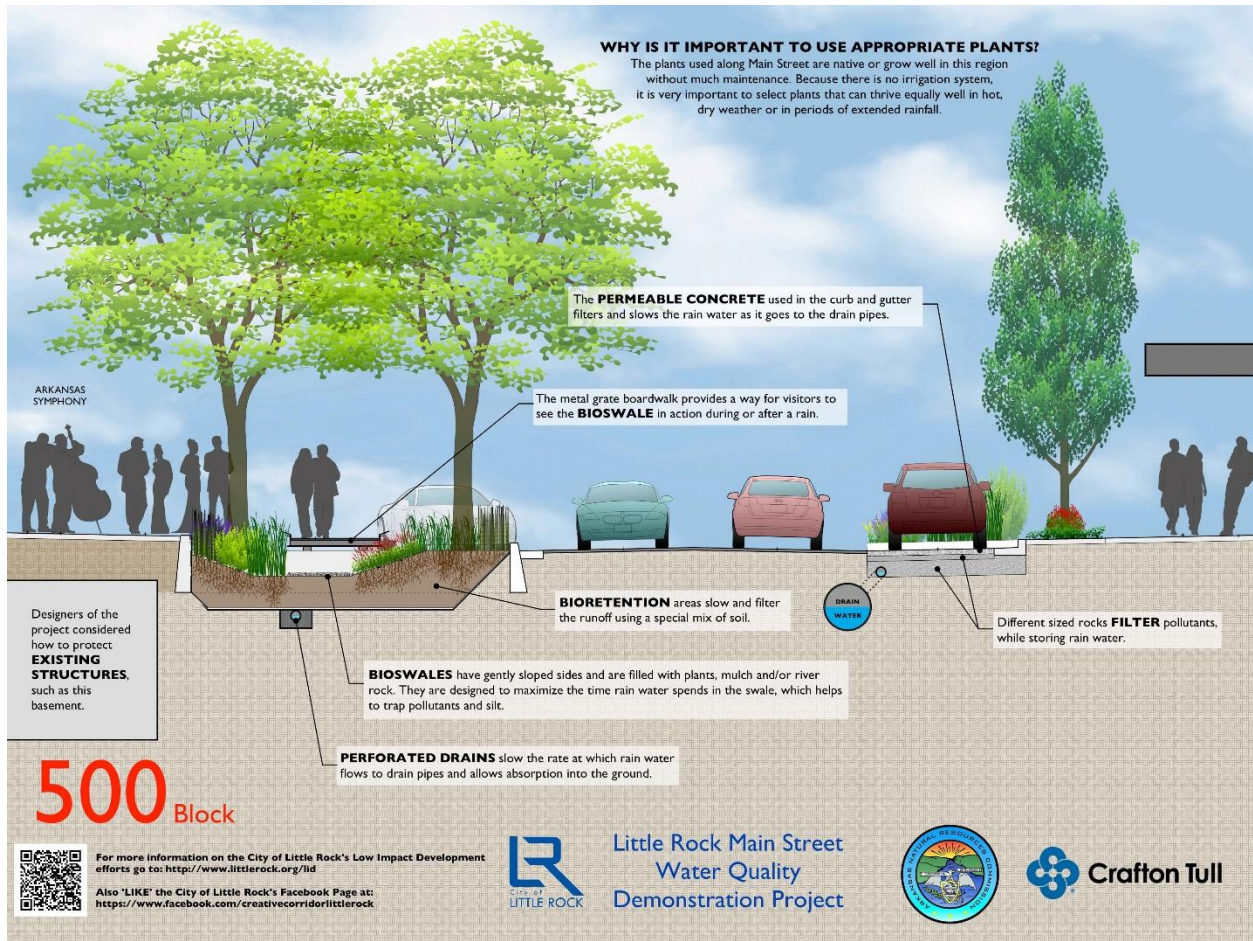 WHY IS IT IMPORTANT TO USE APPROPRIATE PLANTS?
The plants used along Main Street are native or grow well in this region
without much maintenance. Because there is no irrigation system,
it is very important to select plants that can thrive equally well in hot,
dry weather or in periods of extended rainfall.
The PERMEABLE CONCRETE used in the curb and gutter
filters and slows the rain water as it goes to the drain pipes.
ARKANSAS
SYMPHONY
The metal grate boardwalk provides a way for visitors to
see the BIOSWALE in action during or after a rain.
BIORETENTION areas slow and filter
the runoff using a special mix of soil.
DRAIN
WATER
Different sized rocks FILTER pollutants,
while storing rain water.
Designers of the
project considered
how to protect
EXISTING
STRUCTURES,
such as this
basement.
BIOSWALES have gently sloped sides and are filled with plants, mulch and/or river
rock. They are designed to maximize the time rain water spends in the swale, which helps
to trap pollutants and silt.
PERFORATED DRAINS slow the rate at which rain water
flows to drain pipes and allows absorption into the ground.
500 Block
For more information on the City of Little Rock's Low Impact Development
efforts go to: http://www.littlerock.org/lid
Also 'LIKE' the City of Little Rock's Facebook Page at:
https://www.facebook.com/creativecorridorlittlerock
LR
City of
LITTLE ROCK
Little Rock Main Street
Water Quality
Demonstration Project
ARKANSAS NATURAL RESOURCES COMMISSION
Crafton Tull